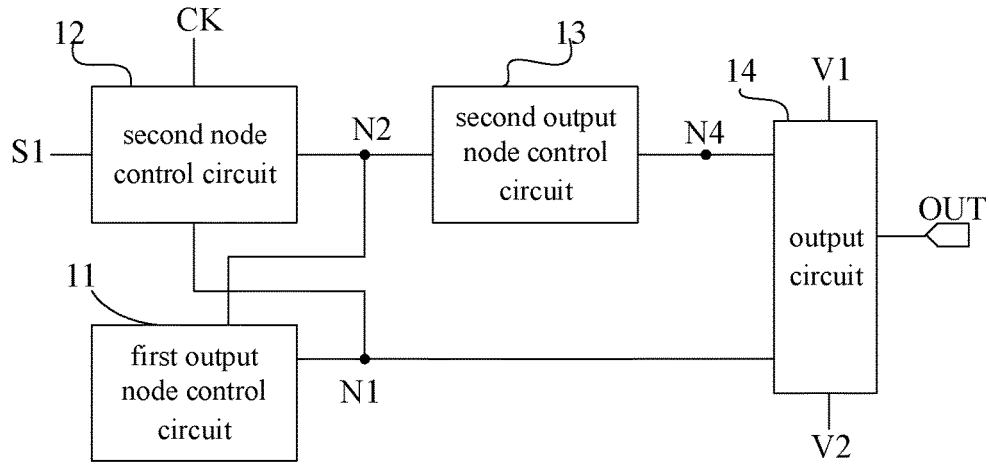 12
CK
13
14
V1
S1
second node
control circuit
N2
second output
node control
circuit
N4
OUT
output
circuit
11
first output
node control
circuit
N1
V2